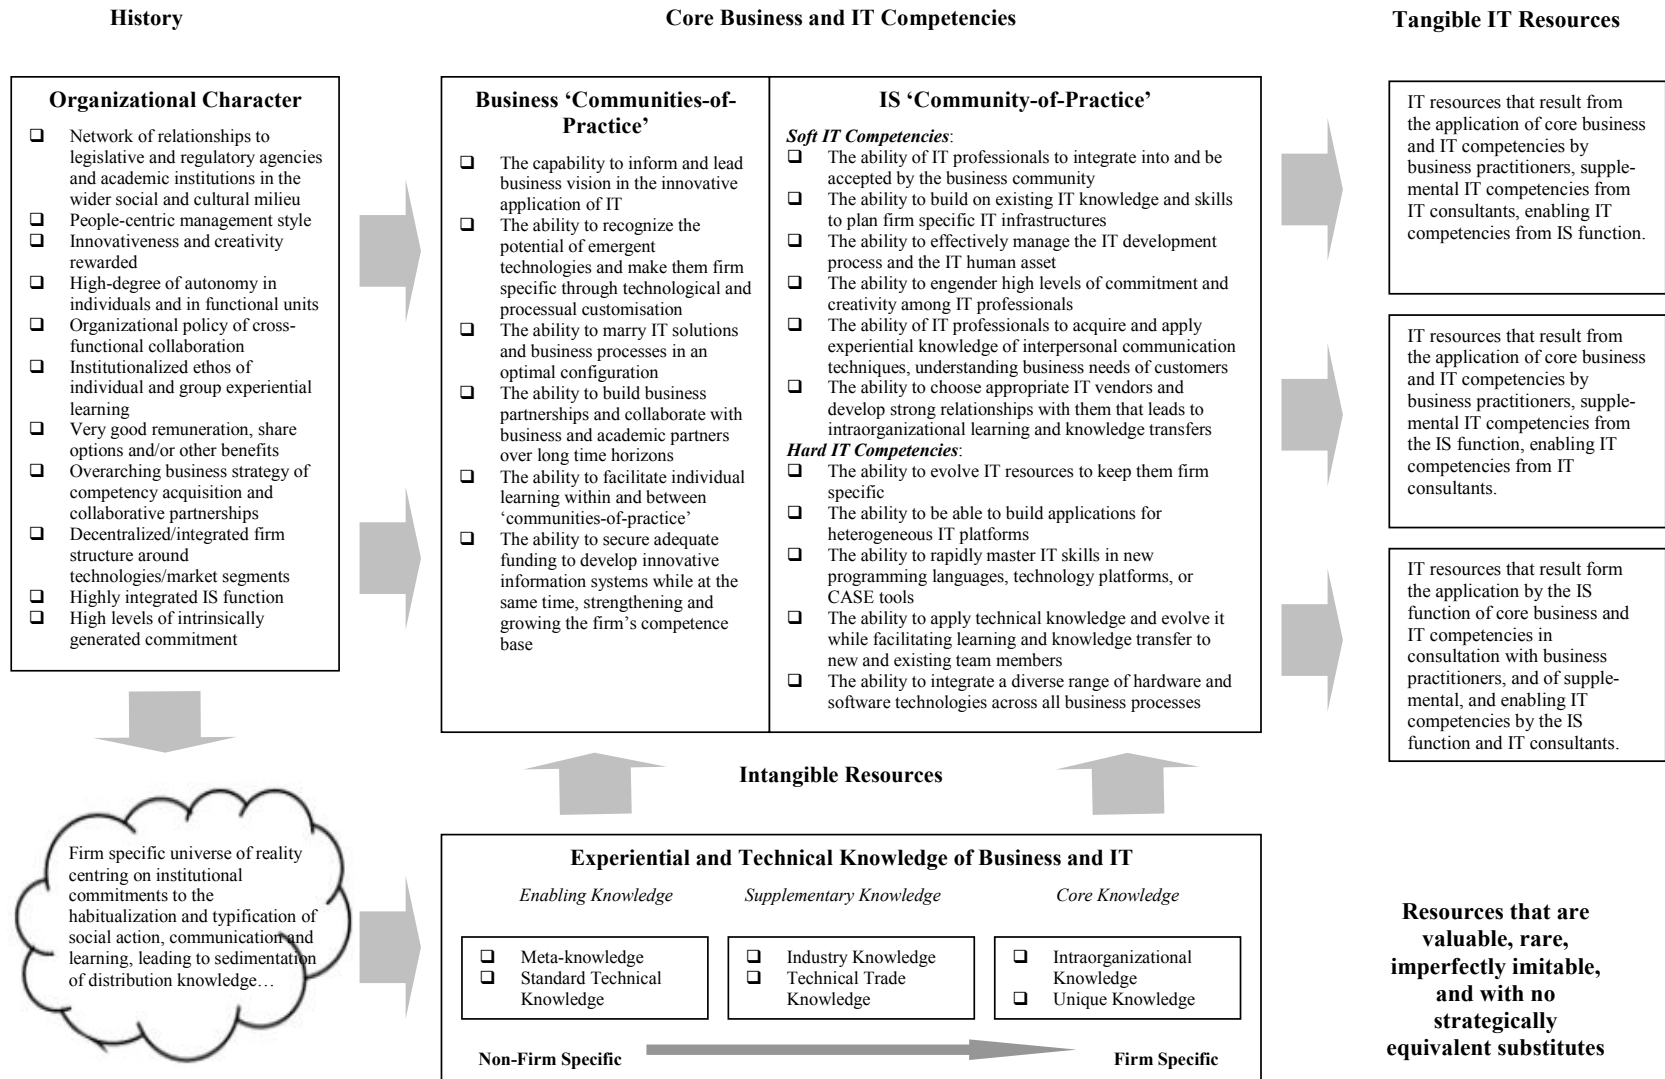 History
Core Business and IT Competencies
Tangible IT Resources
Organizational Character
❑ Network of relationships to
legislative and regulatory agencies
and academic institutions in the
wider social and cultural milieu
❑ People-centric management style
❑ Innovativeness and creativity
rewarded
❑ High-degree of autonomy in
individuals and in functional units
❑ Organizational policy of cross-
functional collaboration
❑ Institutionalized ethos of
individual and group experiential
learning
❑ Very good remuneration, share
options and/or other benefits
❑ Overarching business strategy of
competency acquisition and
collaborative partnerships
❑ Decentralized/integrated firm
structure around
technologies/market segments
❑ Highly integrated IS function
❑ High levels of intrinsically
generated commitment
Firm specific universe of reality
centring on institutional
commitments to the
habitualization and typification of
social action, communication and
learning, leading to sedimentation
of distribution knowledge…
Business ‘Communities-of-
Practice’
❑ The capability to inform and lead
business vision in the innovative
application of IT
❑ The ability to recognize the
potential of emergent
technologies and make them firm
specific through technological and
processual customisation
❑ The ability to marry IT solutions
and business processes in an
optimal configuration
❑ The ability to build business
partnerships and collaborate with
business and academic partners
over long time horizons
❑ The ability to facilitate individual
learning within and between
‘communities-of-practice’
❑ The ability to secure adequate
funding to develop innovative
information systems while at the
same time, strengthening and
growing the firm’s competence
base
IS ‘Community-of-Practice’
Soft IT Competencies:
❑ The ability of IT professionals to integrate into and be
accepted by the business community
❑ The ability to build on existing IT knowledge and skills
to plan firm specific IT infrastructures
❑ The ability to effectively manage the IT development
process and the IT human asset
❑ The ability to engender high levels of commitment and
creativity among IT professionals
❑ The ability of IT professionals to acquire and apply
experiential knowledge of interpersonal communication
techniques, understanding business needs of customers
❑ The ability to choose appropriate IT vendors and
develop strong relationships with them that leads to
intraorganizational learning and knowledge transfers
Hard IT Competencies:
❑ The ability to evolve IT resources to keep them firm
specific
❑ The ability to be able to build applications for
heterogeneous IT platforms
❑ The ability to rapidly master IT skills in new
programming languages, technology platforms, or
CASE tools
❑ The ability to apply technical knowledge and evolve it
while facilitating learning and knowledge transfer to
new and existing team members
❑ The ability to integrate a diverse range of hardware and
software technologies across all business processes
Intangible Resources
Experiential and Technical Knowledge of Business and IT
Enabling Knowledge
Supplementary Knowledge
Core Knowledge
❑ Meta-knowledge
❑ Standard Technical
Knowledge
❑ Industry Knowledge
❑ Technical Trade
Knowledge
❑ Intraorganizational
Knowledge
❑ Unique Knowledge
Non-Firm Specific
Firm Specific
IT resources that result from
the application of core business
and IT competencies by
business practitioners, supple-
mental IT competencies from
IT consultants, enabling IT
competencies from IS function.
IT resources that result from
the application of core business
and IT competencies by
business practitioners, supple-
mental IT competencies from
the IS function, enabling IT
competencies from IT
consultants.
IT resources that result form
the application by the IS
function of core business and
IT competencies in
consultation with business
practitioners, and of supple-
mental, and enabling IT
competencies by the IS
function and IT consultants.
Resources that are
valuable, rare,
imperfectly imitable,
and with no
strategically
equivalent substitutes